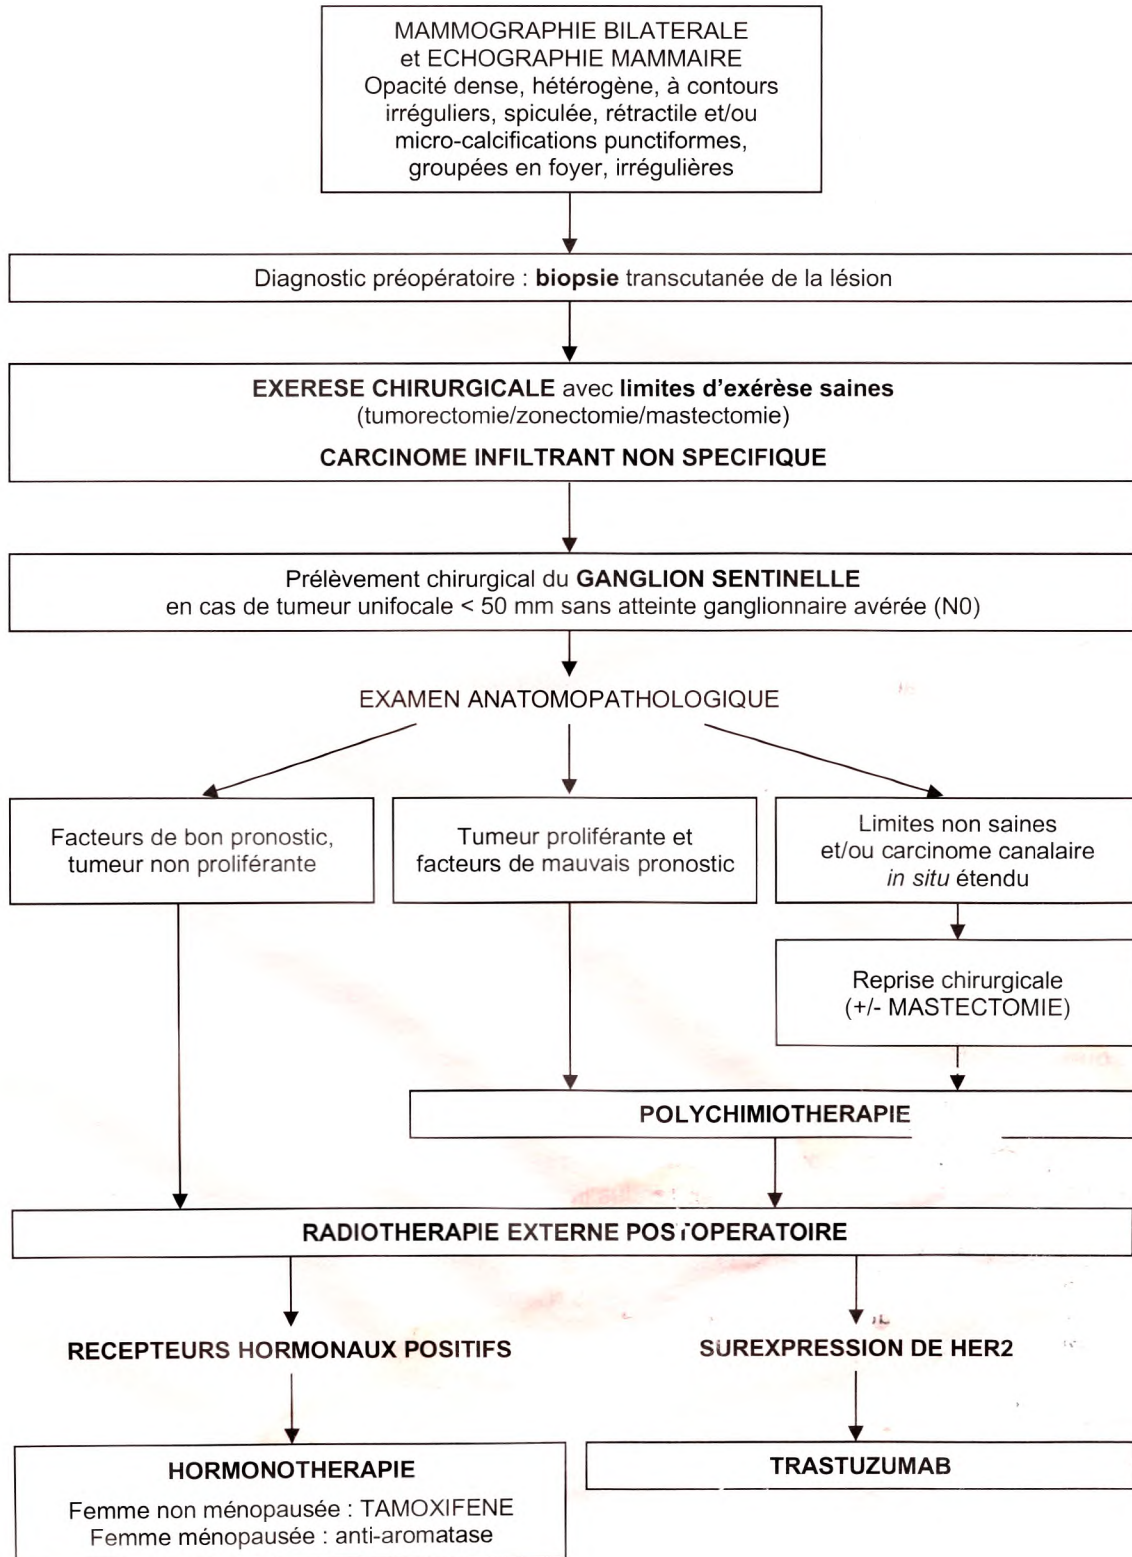 MAMMOGRAPHIE BILATERALE
et ECHOGRAPHIE MAMMAIRE
Opacité dense, hétérogène, à contours
irréguliers, spiculée, rétractile et/ou
micro-calcifications punctiformes,
groupées en foyer, irrégulières
Diagnostic préopératoire : biopsie transcutanée de la lésion
EXERESE CHIRURGICALE avec limites d'exérèse saines
(tumorectomie/zonectomie/mastectomie)
CARCINOME INFILTRANT NON SPECIFIQUE
Prélèvement chirurgical du GANGLION SENTINELLE
en cas de tumeur unifocale < 50 mm sans atteinte ganglionnaire avérée (N0)
EXAMEN ANATOMOPATHOLOGIQUE
Facteurs de bon pronostic,
tumeur non proliférante
Tumeur proliférante et
facteurs de mauvais pronostic
Limites non saines
et/ou carcinome canalaire
in situ étendu
Reprise chirurgicale
(+/- MASTECTOMIE)
POLYCHIMIOTHERAPIE
RADIOTHERAPIE EXTERNE POSTOPERATOIRE
RECEPTEURS HORMONAUX POSITIFS
SUREXPRESSION DE HER2
HORMONOTHERAPIE
Femme non ménopausée : TAMOXIFENE
Femme ménopausée : anti-aromatase
TRASTUZUMAB